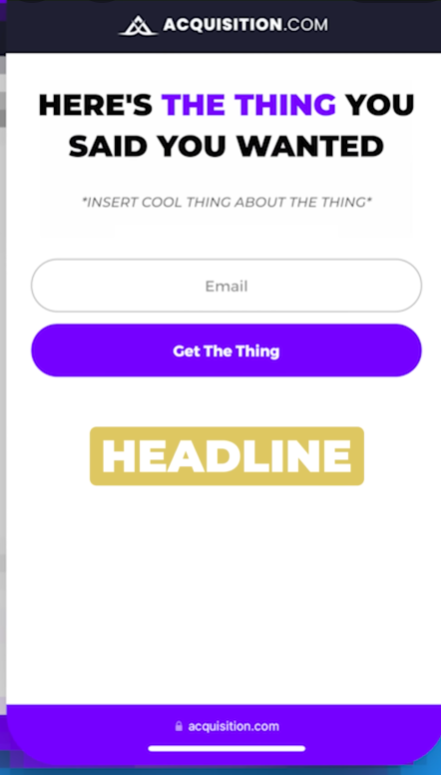 ACQUISITION.COM
HERE'S THE THING YOU
SAID YOU WANTED
*INSERT COOL THING ABOUT THE THING*
Email
Get The Thing
HEADLINE
acquisition.com